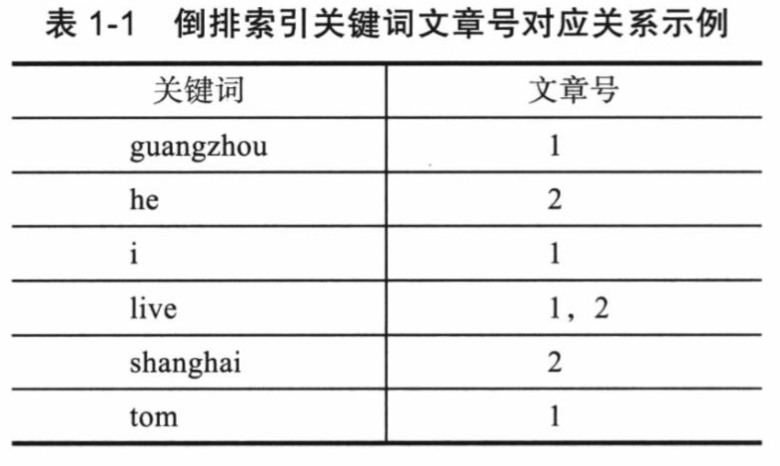 表 1-1 倒排索引关键词文章号对应关系示例
关键词 文章号
guangzhou 1
he 2
i 1
live 1，2
shanghai 2
tom 1